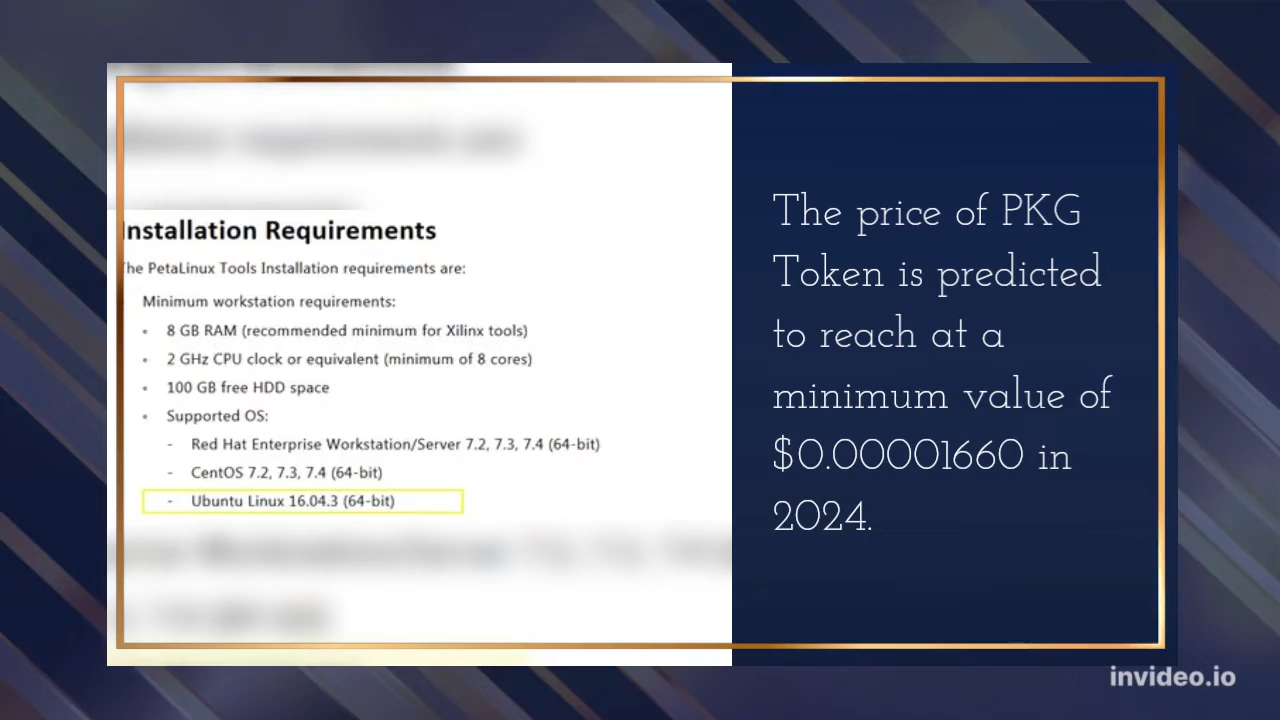 Installation Requirements
The PetaLinux Tools Installation requirements are:
Minimum workstation requirements:
• 8 GB RAM (recommended minimum for Xilinx tools)
• 2 GHz CPU clock or equivalent (minimum of 8 cores)
• 100 GB free HDD space
• Supported OS:
- Red Hat Enterprise Workstation/Server 7.2, 7.3, 7.4 (64-bit)
- CentOS 7.2, 7.3, 7.4 (64-bit)
- Ubuntu Linux 16.04.3 (64-bit)
The price of PKG
Token is predicted
to reach at a
minimum value of
$0.00001660 in
2024.
invideo.io